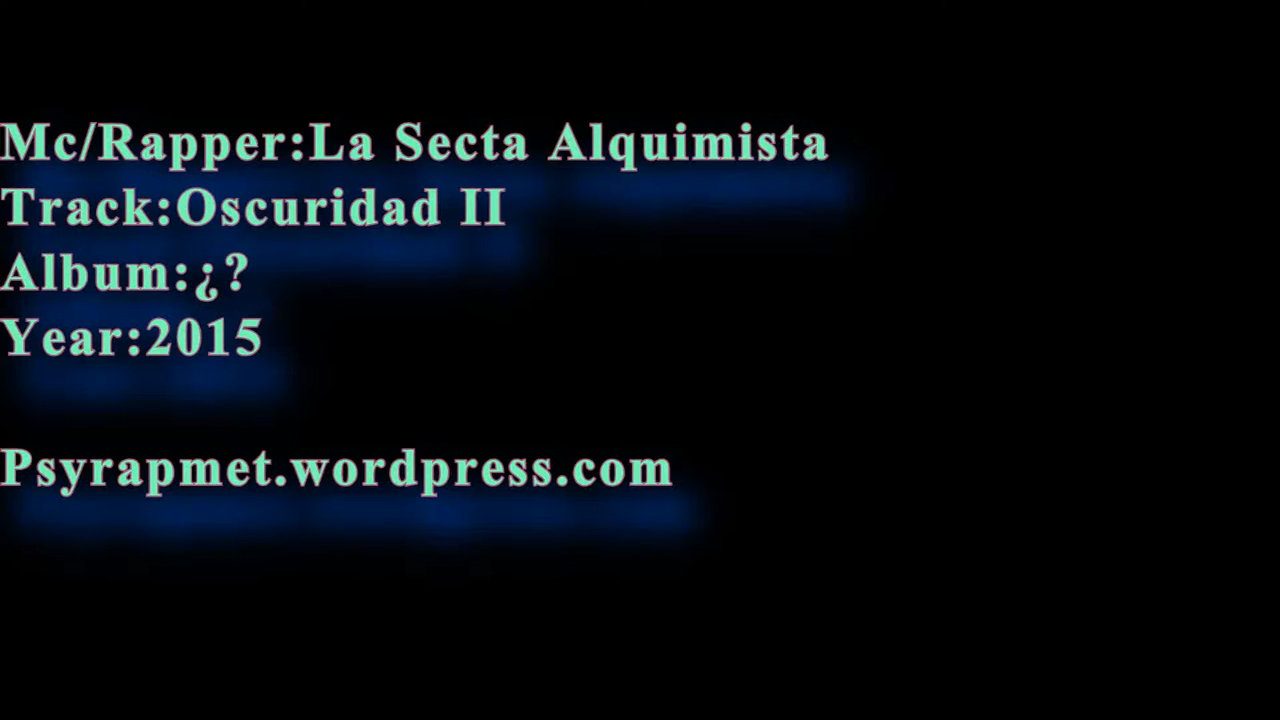 Mc/Rapper:La Secta Alquimista
Track:Oscuridad II
Album:¿?
Year:2015
Psyrapmet.wordpress.com